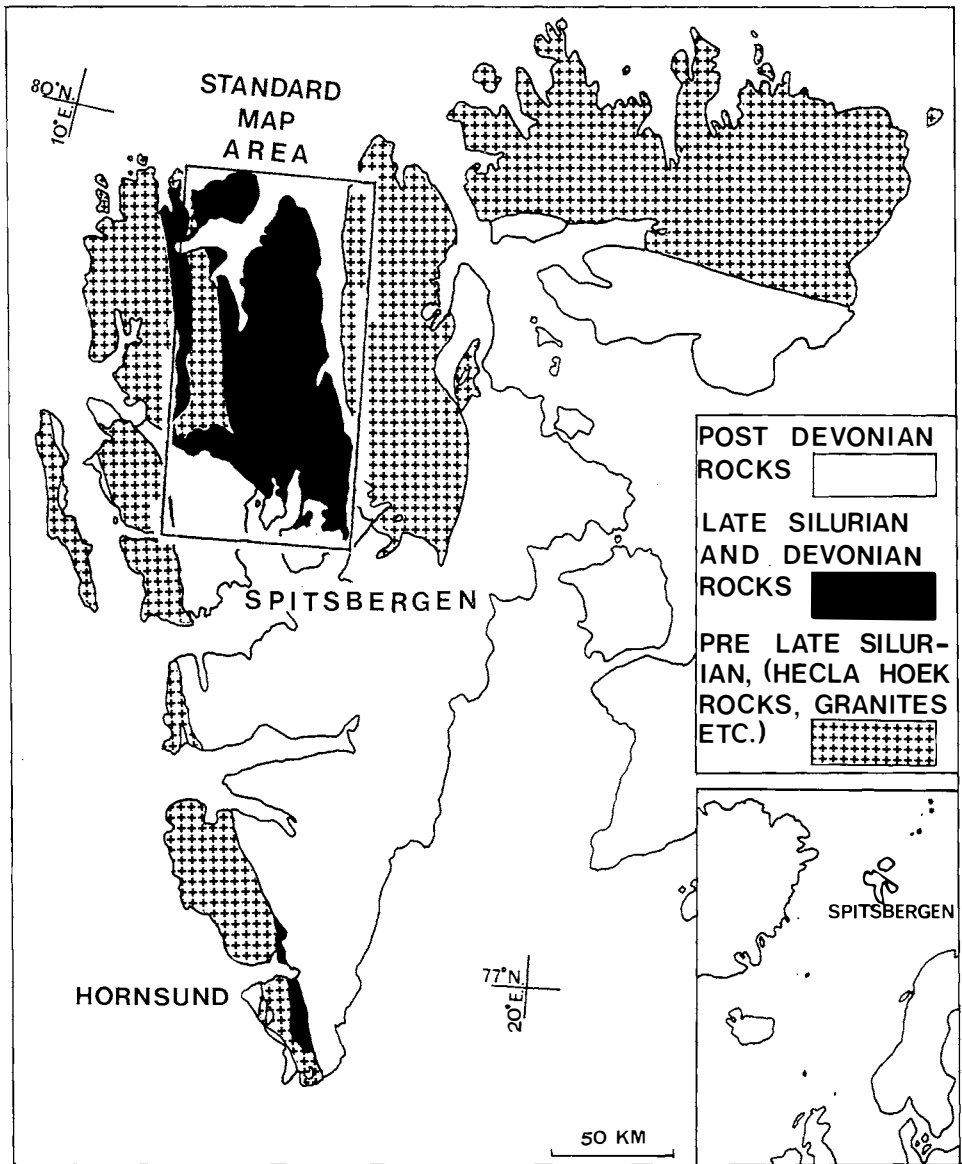 80°N
10°E.
STANDARD
MAP
AREA
SPITSBERGEN
HORNSUND
77°N
20°E.
50 KM
POST DEVONIAN
ROCKS
LATE SILURIAN
AND DEVONIAN
ROCKS
PRE LATE SILUR-
IAN, (HECLA HOEK
ROCKS, GRANITES
ETC.)
SPITSBERGEN